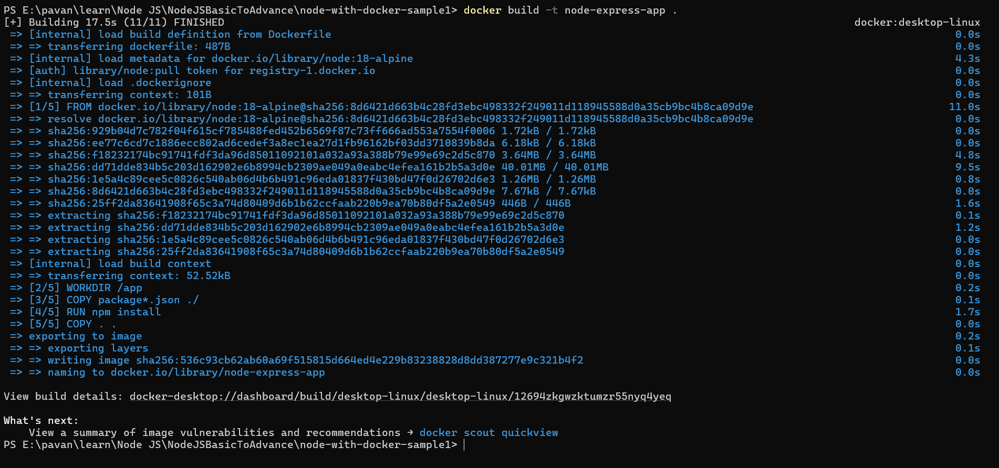 PS E:\pavan\learn\Node JS\NodeJSBasicToAdvance\node-with-docker-sample1> docker build -t node-express-app .
[+] Building 17.5s (11/11) FINISHED docker:desktop-linux
=> [internal] load build definition from Dockerfile 0.0s
=> => transferring dockerfile: 487B 0.0s
=> [internal] load metadata for docker.io/library/node:18-alpine 4.3s
=> [auth] library/node:pull token for registry-1.docker.io 0.0s
=> [internal] load .dockerignore 0.0s
=> => transferring context: 101B 0.0s
=> [1/5] FROM docker.io/library/node:18-alpine@sha256:8d6421d663b4c28fd3ebc498332f249011d118945588d0a35cb9bc4b8ca09d9e 11.0s
=> => resolve docker.io/library/node:18-alpine@sha256:8d6421d663b4c28fd3ebc498332f249011d118945588d0a35cb9bc4b8ca09d9e 0.0s
=> => sha256:929b04d7c782f04f615cf785488fed452b6569f87c73ff666ad553a7554f0006 1.72kB / 1.72kB 0.0s
=> => sha256:ee77c6cd7c1886ecc802ad6cedef3a8ec1ea27d1fb96162bf03dd3710839b8da 6.18kB / 6.18kB 0.0s
=> => sha256:f18232174bc91741fdf3da96d85011092101a032a93a388b79e99e69c2d5c870 3.64MB / 3.64MB 4.8s
=> => sha256:dd71dde834b5c203d162902e6b8994cb2309ae049a0eabc4efea161b2b5a3d0e 40.01MB / 40.01MB 9.5s
=> => sha256:1e5a4c89cee5c0826c540ab06d4b6b491c96eda01837f430bd47f0d26702d6e3 1.26MB / 1.26MB 0.8s
=> => sha256:8d6421d663b4c28fd3ebc498332f249011d118945588d0a35cb9bc4b8ca09d9e 7.67kB / 7.67kB 0.0s
=> => sha256:25ff2da83641908f65c3a74d80409d6b1b62ccfaab220b9ea70b80df5a2e0549 446B / 446B 1.6s
=> => extracting sha256:f18232174bc91741fdf3da96d85011092101a032a93a388b79e99e69c2d5c870 0.1s
=> => extracting sha256:dd71dde834b5c203d162902e6b8994cb2309ae049a0eabc4efea161b2b5a3d0e 1.2s
=> => extracting sha256:1e5a4c89cee5c0826c540ab06d4b6b491c96eda01837f430bd47f0d26702d6e3 0.0s
=> => extracting sha256:25ff2da83641908f65c3a74d80409d6b1b62ccfaab220b9ea70b80df5a2e0549 0.0s
=> [internal] load build context 0.0s
=> => transferring context: 52.52kB 0.0s
=> [2/5] WORKDIR /app 0.2s
=> [3/5] COPY package*.json ./ 0.1s
=> [4/5] RUN npm install 1.7s
=> [5/5] COPY . . 0.0s
=> exporting to image 0.2s
=> => exporting layers 0.1s
=> => writing image sha256:536c93cb62ab60a69f515815d664ed4e229b83238828d8dd387277e9c321b4f2 0.0s
=> => naming to docker.io/library/node-express-app 0.0s
View build details: docker-desktop://dashboard/build/desktop-linux/desktop-linux/12694zkgwzktumzr55nyq4yeq
What's next:
View a summary of image vulnerabilities and recommendations → docker scout quickview
PS E:\pavan\learn\Node JS\NodeJSBasicToAdvance\node-with-docker-sample1>